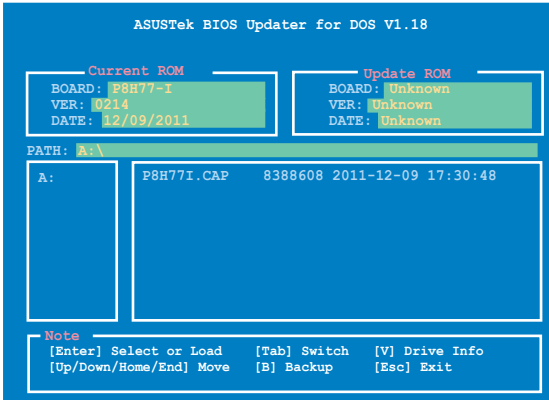 ASUSTek BIOS Updater for DOS V1.18
Current ROM
BOARD: P8H77-I
VER: 0214
DATE: 12/09/2011
Update ROM
BOARD: Unknown
VER: Unknown
DATE: Unknown
PATH: A:\
A:
P8H77I.CAP 8388608 2011-12-09 17:30:48
Note
[Enter] Select or Load [Tab] Switch [V] Drive Info
[Up/Down/Home/End] Move [B] Backup [Esc] Exit